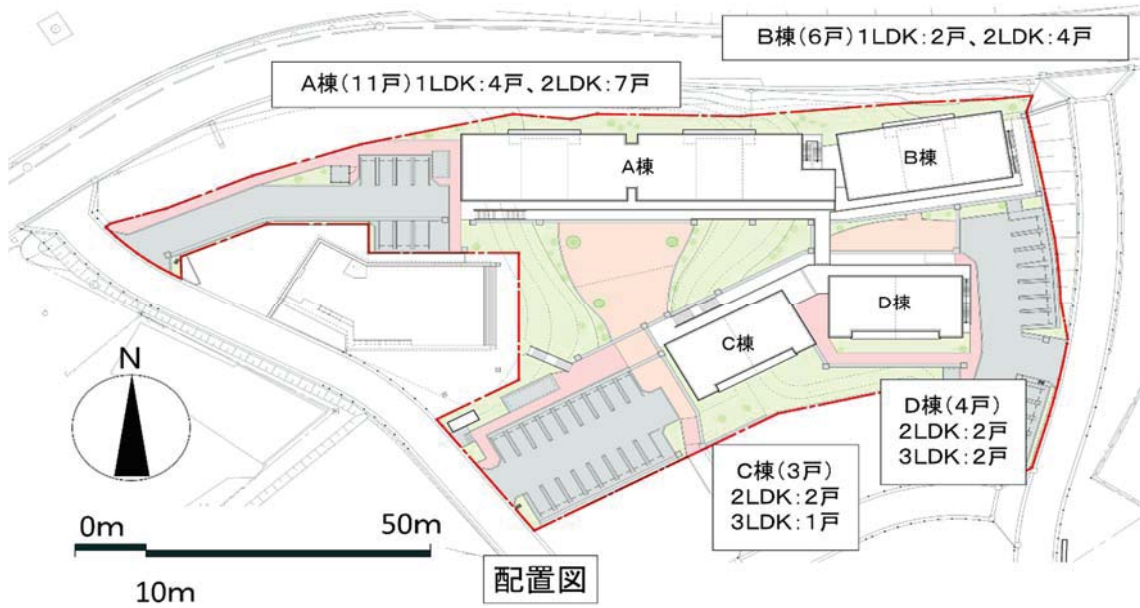 B棟(6戸)1LDK:2戸、2LDK:4戸
A棟(11戸)1LDK:4戸、2LDK:7戸
A棟
B棟
D棟
C棟
N
D棟(4戸)
2LDK:2戸
3LDK:2戸
C棟(3戸)
2LDK:2戸
3LDK:1戸
0m
50m
10m
配置図